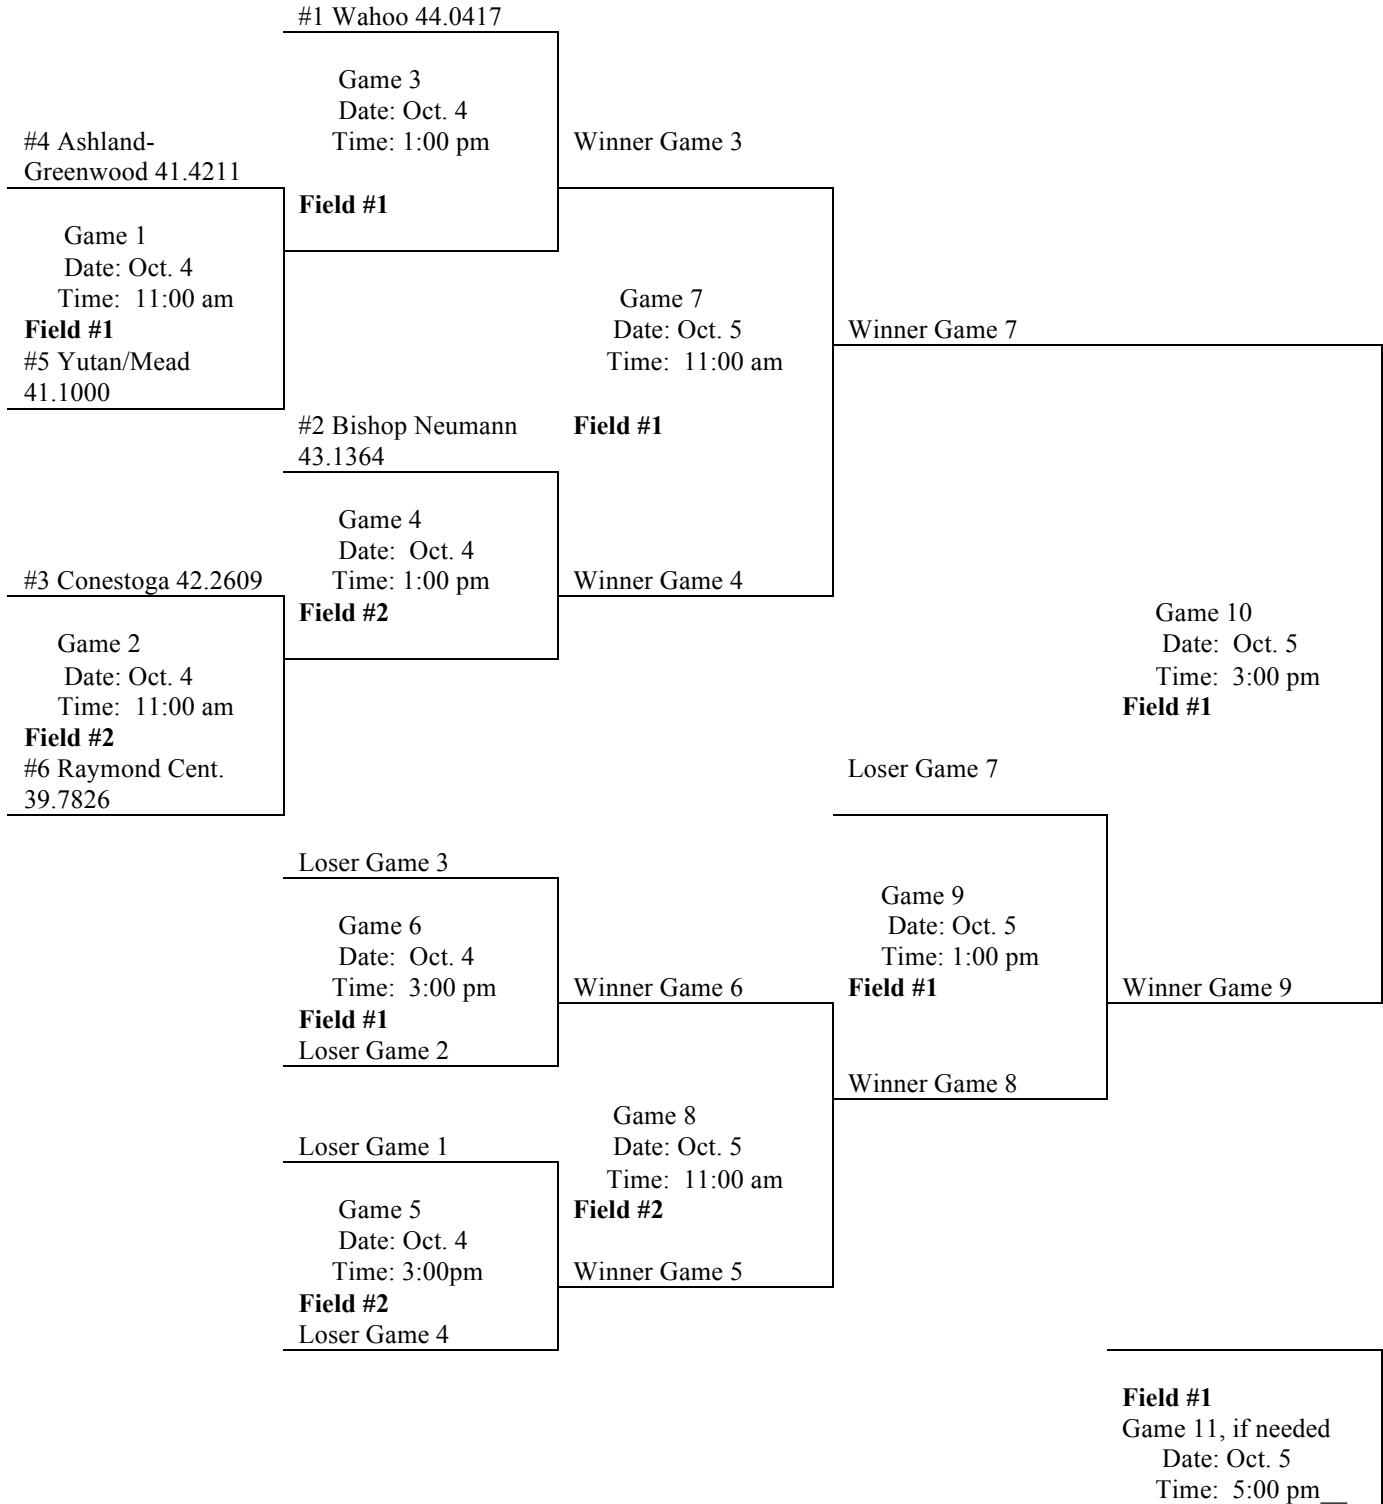 #1 Wahoo 44.0417
Game 3
Date: Oct. 4
Time: 1:00 pm
Field #1
#4 Ashland-
Greenwood 41.4211
Game 1
Date: Oct. 4
Time: 11:00 am
Field #1
#5 Yutan/Mead
41.1000
Winner Game 3
Game 7
Date: Oct. 5
Time: 11:00 am
Field #1
Winner Game 7
#2 Bishop Neumann
43.1364
Game 4
Date: Oct. 4
Time: 1:00 pm
Field #2
Winner Game 4
#3 Conestoga 42.2609
Game 2
Date: Oct. 4
Time: 11:00 am
Field #2
#6 Raymond Cent.
39.7826
Game 10
Date: Oct. 5
Time: 3:00 pm
Field #1
Loser Game 7
Game 9
Date: Oct. 5
Time: 1:00 pm
Field #1
Winner Game 9
Winner Game 8
Loser Game 3
Game 6
Date: Oct. 4
Time: 3:00 pm
Field #1
Loser Game 2
Winner Game 6
Game 8
Date: Oct. 5
Time: 11:00 am
Field #2
Winner Game 5
Loser Game 1
Game 5
Date: Oct. 4
Time: 3:00pm
Field #2
Loser Game 4
Field #1
Game 11, if needed
Date: Oct. 5
Time: 5:00 pm__